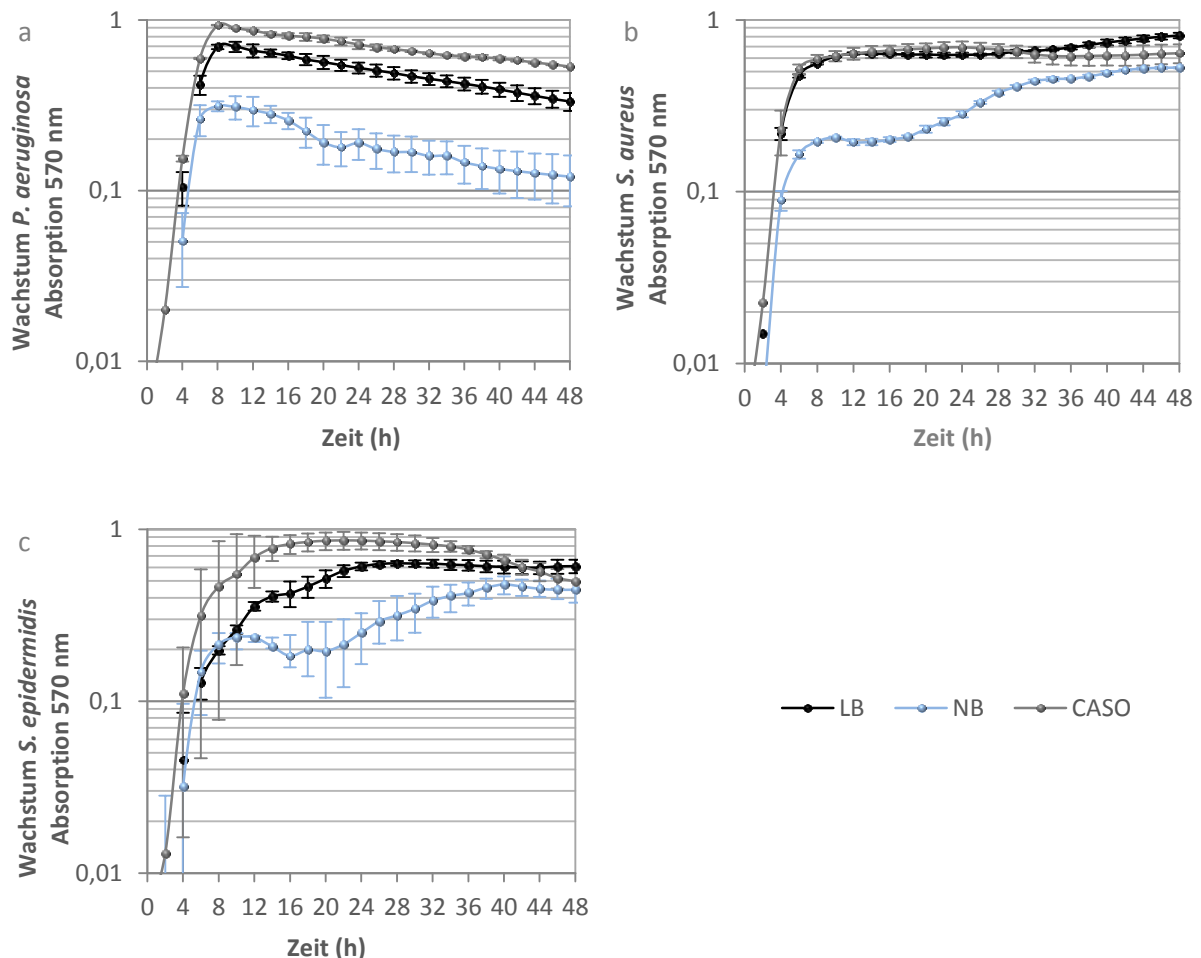 a
Wachstum P. aeruginosa
Absorption 570 nm
1
0,1
0,01
0 4 8 12 16 20 24 28 32 36 40 44 48
Zeit (h)
b
Wachstum S. aureus
Absorption 570 nm
1
0,1
0,01
0 4 8 12 16 20 24 28 32 36 40 44 48
Zeit (h)
c
Wachstum S. epidermidis
Absorption 570 nm
1
0,1
0,01
0 4 8 12 16 20 24 28 32 36 40 44 48
Zeit (h)
LB NB CASO